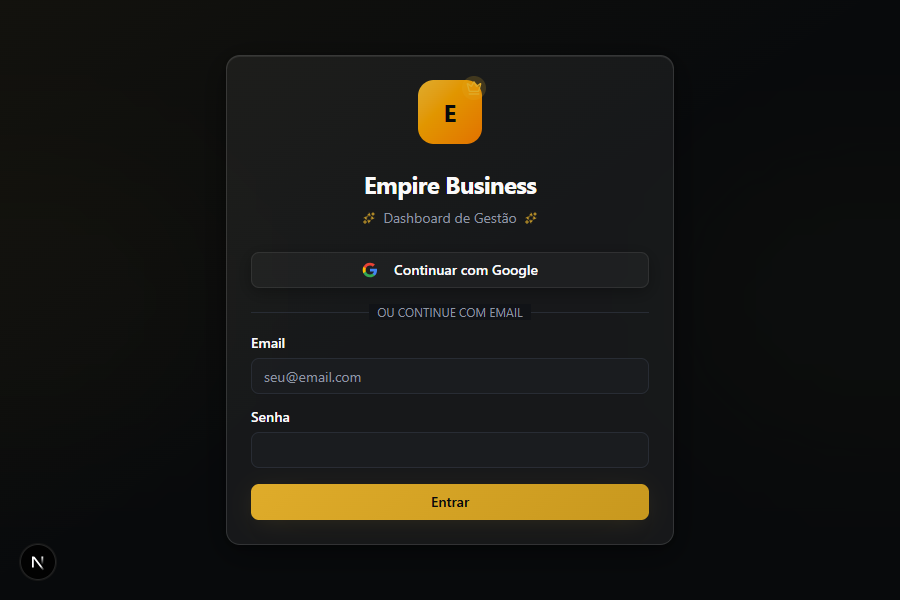 E
Empire Business
Dashboard de Gestão
Continuar com Google
OU CONTINUE COM EMAIL
Email
seu@email.com
Senha
Entrar
N